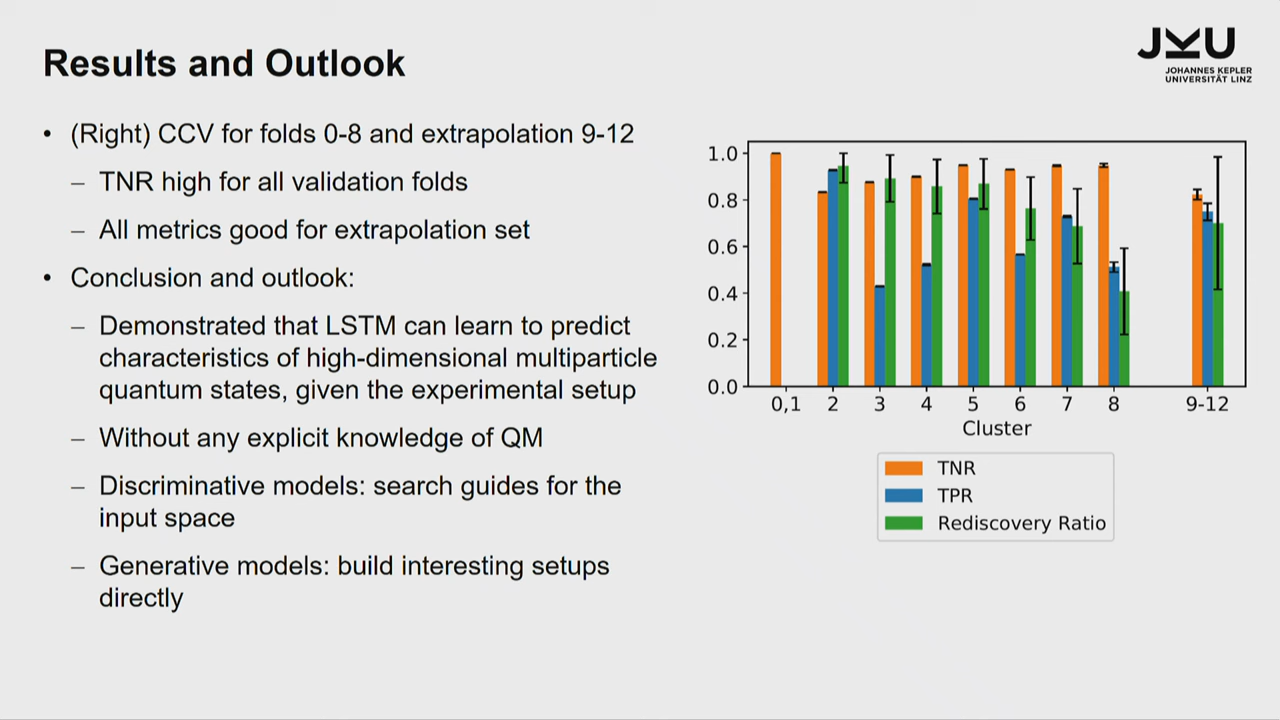 Results and Outlook
JKU
JOHANNES KEPLER
UNIVERSITÄT LINZ
• (Right) CCV for folds 0-8 and extrapolation 9-12
– TNR high for all validation folds
– All metrics good for extrapolation set
• Conclusion and outlook:
– Demonstrated that LSTM can learn to predict
characteristics of high-dimensional multiparticle
quantum states, given the experimental setup
– Without any explicit knowledge of QM
– Discriminative models: search guides for the
input space
– Generative models: build interesting setups
directly
1.0
0.8
0.6
0.4
0.2
0.0
0,1 2 3 4 5 6 7 8 9-12
Cluster
TNR
TPR
Rediscovery Ratio